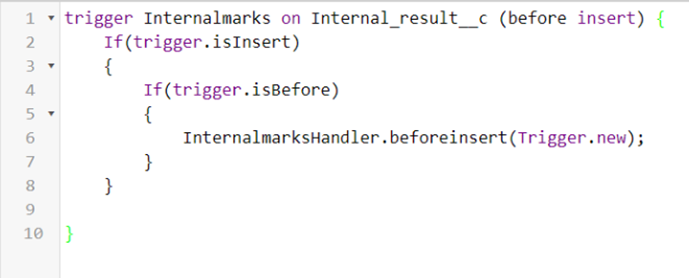 1 trigger Internalmarks on Internal_result__c (before insert) {
2 If(trigger.isInsert)
3 {
4 If(trigger.isBefore)
5 {
6 InternalmarksHandler.beforeinsert(Trigger.new);
7 }
8 }
9
10 }